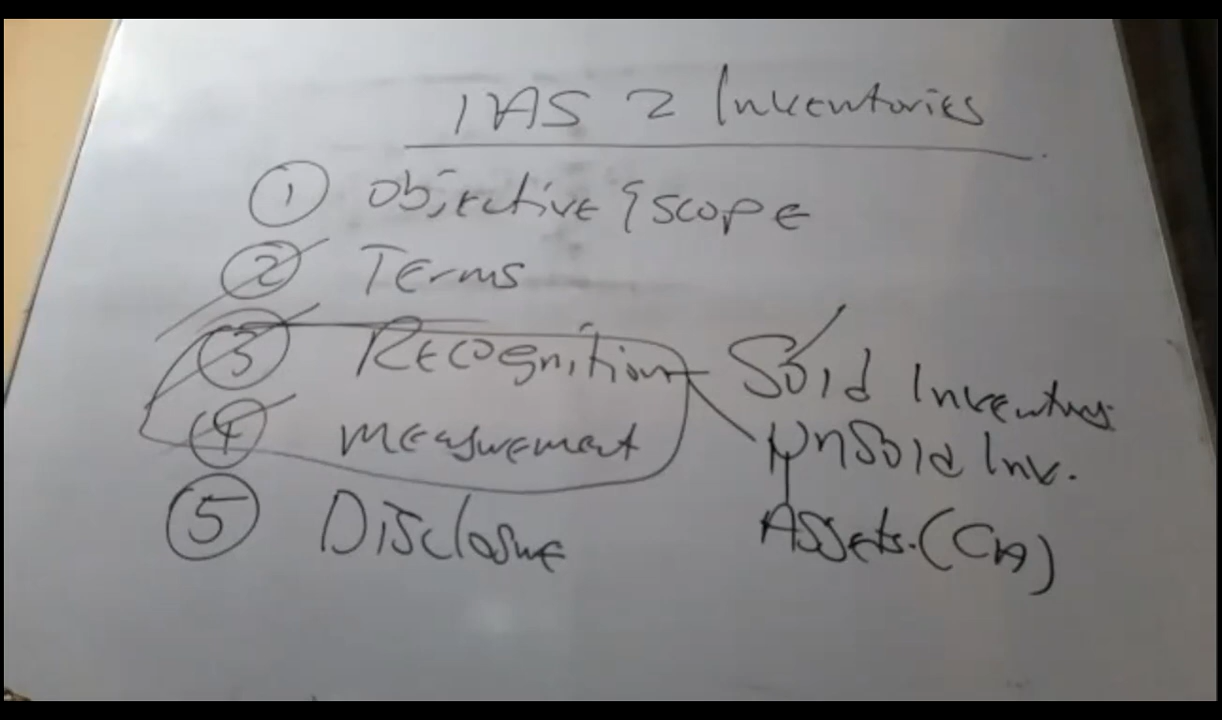 IAS 2 Inventories
① Objective & Scope
② Terms
③ Recognition
④ Measurement
⑤ Disclosure
Sold Inventory
Unsold Inv.
Assets. (CA)